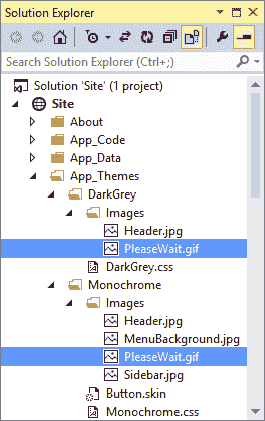 Solution Explorer
Search Solution Explorer (Ctrl+;)
Solution 'Site' (1 project)
Site
About
App_Code
App_Data
App_Themes
DarkGrey
Images
Header.jpg
PleaseWait.gif
DarkGrey.css
Monochrome
Images
Header.jpg
MenuBackground.jpg
PleaseWait.gif
Sidebar.jpg
Button.skin
Monochrome.css